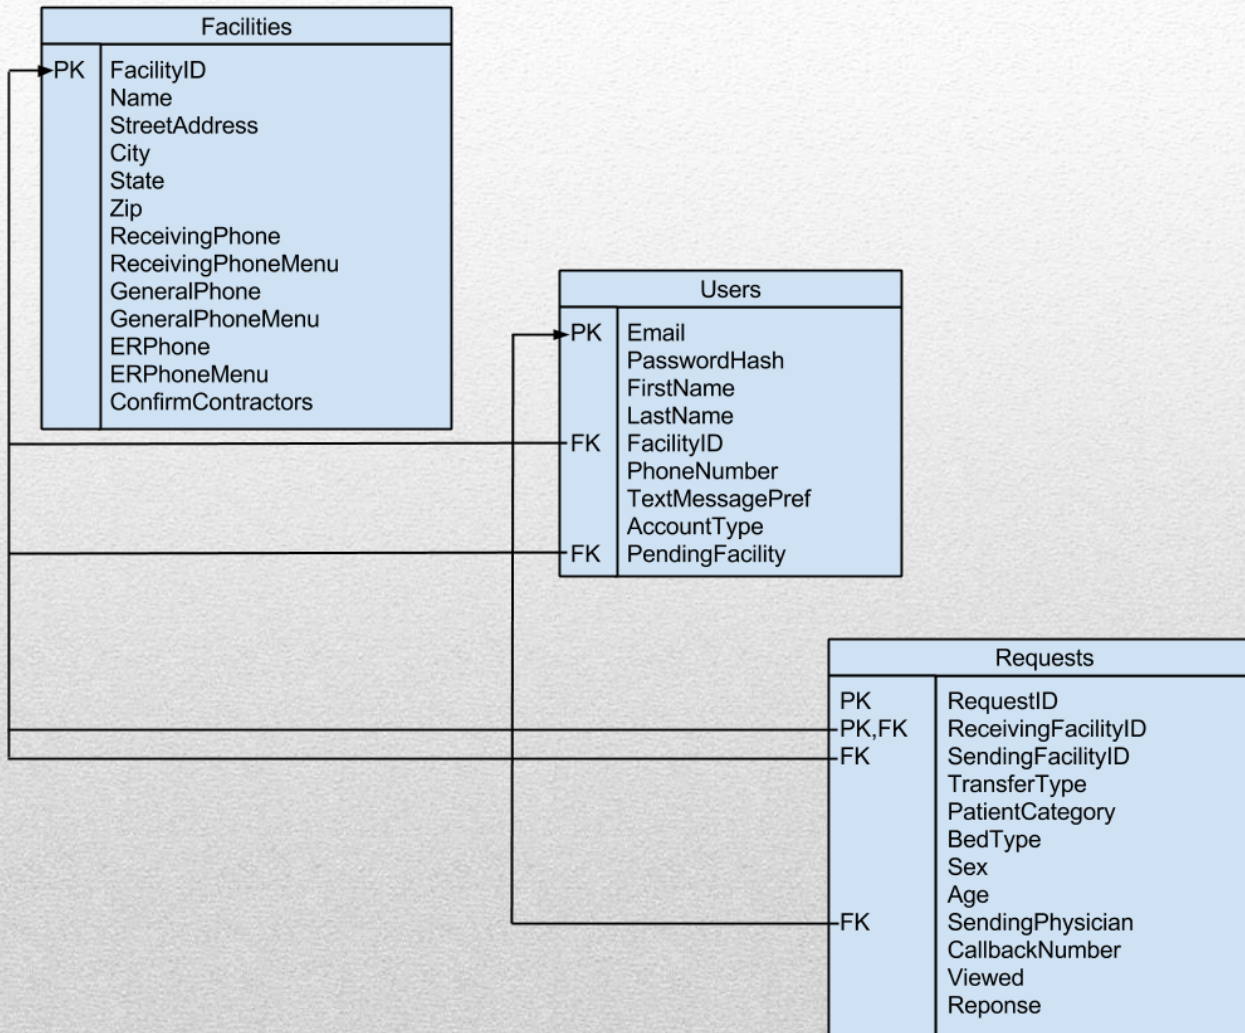 Facilities
PK FacilityID
Name
StreetAddress
City
State
Zip
ReceivingPhone
ReceivingPhoneMenu
GeneralPhone
GeneralPhoneMenu
ERPhone
ERPhoneMenu
ConfirmContractors
Users
PK Email
PasswordHash
FirstName
LastName
FK FacilityID
PhoneNumber
TextMessagePref
AccountType
FK PendingFacility
Requests
PK RequestID
PK,FK ReceivingFacilityID
FK SendingFacilityID
TransferType
PatientCategory
BedType
Sex
Age
FK SendingPhysician
CallbackNumber
Viewed
Reponse